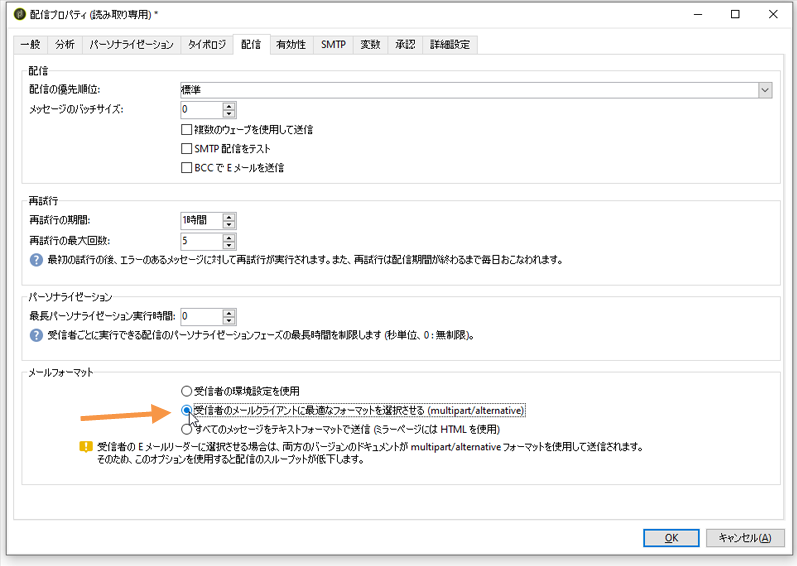 配信プロパティ (読み取り専用) *
一般 分析 パーソナライゼーション タイポロジ 配信 有効性 SMTP 変数 承認 詳細設定
配信
配信の優先順位: 標準
メッセージのバッチサイズ: 0
複数のウェーブを使用して送信
SMTP 配信をテスト
BCC で E メールを送信
再試行
再試行の期間: 1時間
再試行の最大回数: 5
最初の試行の後、エラーのあるメッセージに対して再試行が実行されます。また、再試行は配信期間が終わるまで毎日おこなわれます。
パーソナライゼーション
最長パーソナライゼーション実行時間: 0
受信者ごとに実行できる配信のパーソナライゼーションフェーズの最長時間を制限します (秒単位、0 : 無制限)。
メールフォーマット
受信者の環境設定を使用
受信者のメールクライアントに最適なフォーマットを選択させる (multipart/alternative)
すべてのメッセージをテキストフォーマットで送信 (ミラーページには HTML を使用)
受信者の E メールリーダーに選択させる場合は、両方のバージョンのドキュメントが multipart/alternative フォーマットを使用して送信されます。
そのため、このオプションを使用すると配信のスループットが低下します。
OK キャンセル(A)